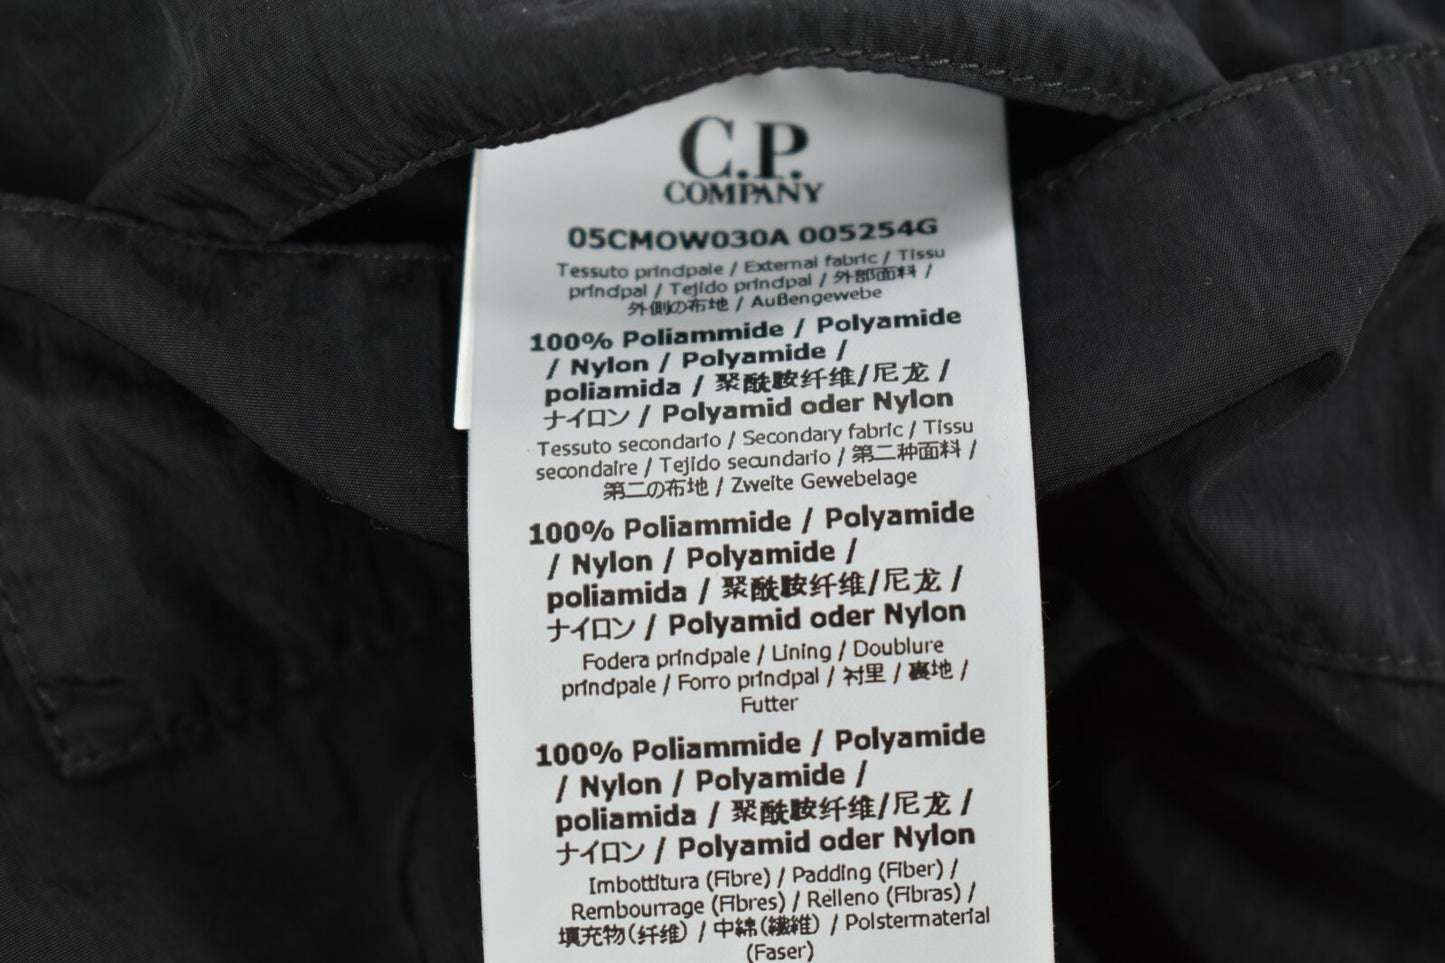 C.P.
COMPANY
05CMOW030A 005254G
Tessuto principale / External fabric / Tissu
principal / Tejido principal / 外部面料 /
外側の布地 / Außengewebe
100% Poliammide / Polyamide
/ Nylon / Polyamide /
poliamida / 聚酰胺纤维/尼龙 /
ナイロン / Polyamid oder Nylon
Tessuto secondario / Secondary fabric / Tissu
secondaire / Tejido secundario / 第二种面料 /
第二の布地 / Zweite Gewebelage
100% Poliammide / Polyamide
/ Nylon / Polyamide /
poliamida / 聚酰胺纤维/尼龙 /
ナイロン / Polyamid oder Nylon
Fodera principale / Lining / Doublure
principale / Forro principal / 衬里 / 裏地 /
Futter
100% Poliammide / Polyamide
/ Nylon / Polyamide /
poliamida / 聚酰胺纤维/尼龙 /
ナイロン / Polyamid oder Nylon
Imbottitura (Fibre) / Padding (Fiber) /
Rembourrage (Fibres) / Relleno (Fibras) /
填充物(纤维) / 中綿(繊維) / Polstermaterial
(Faser)